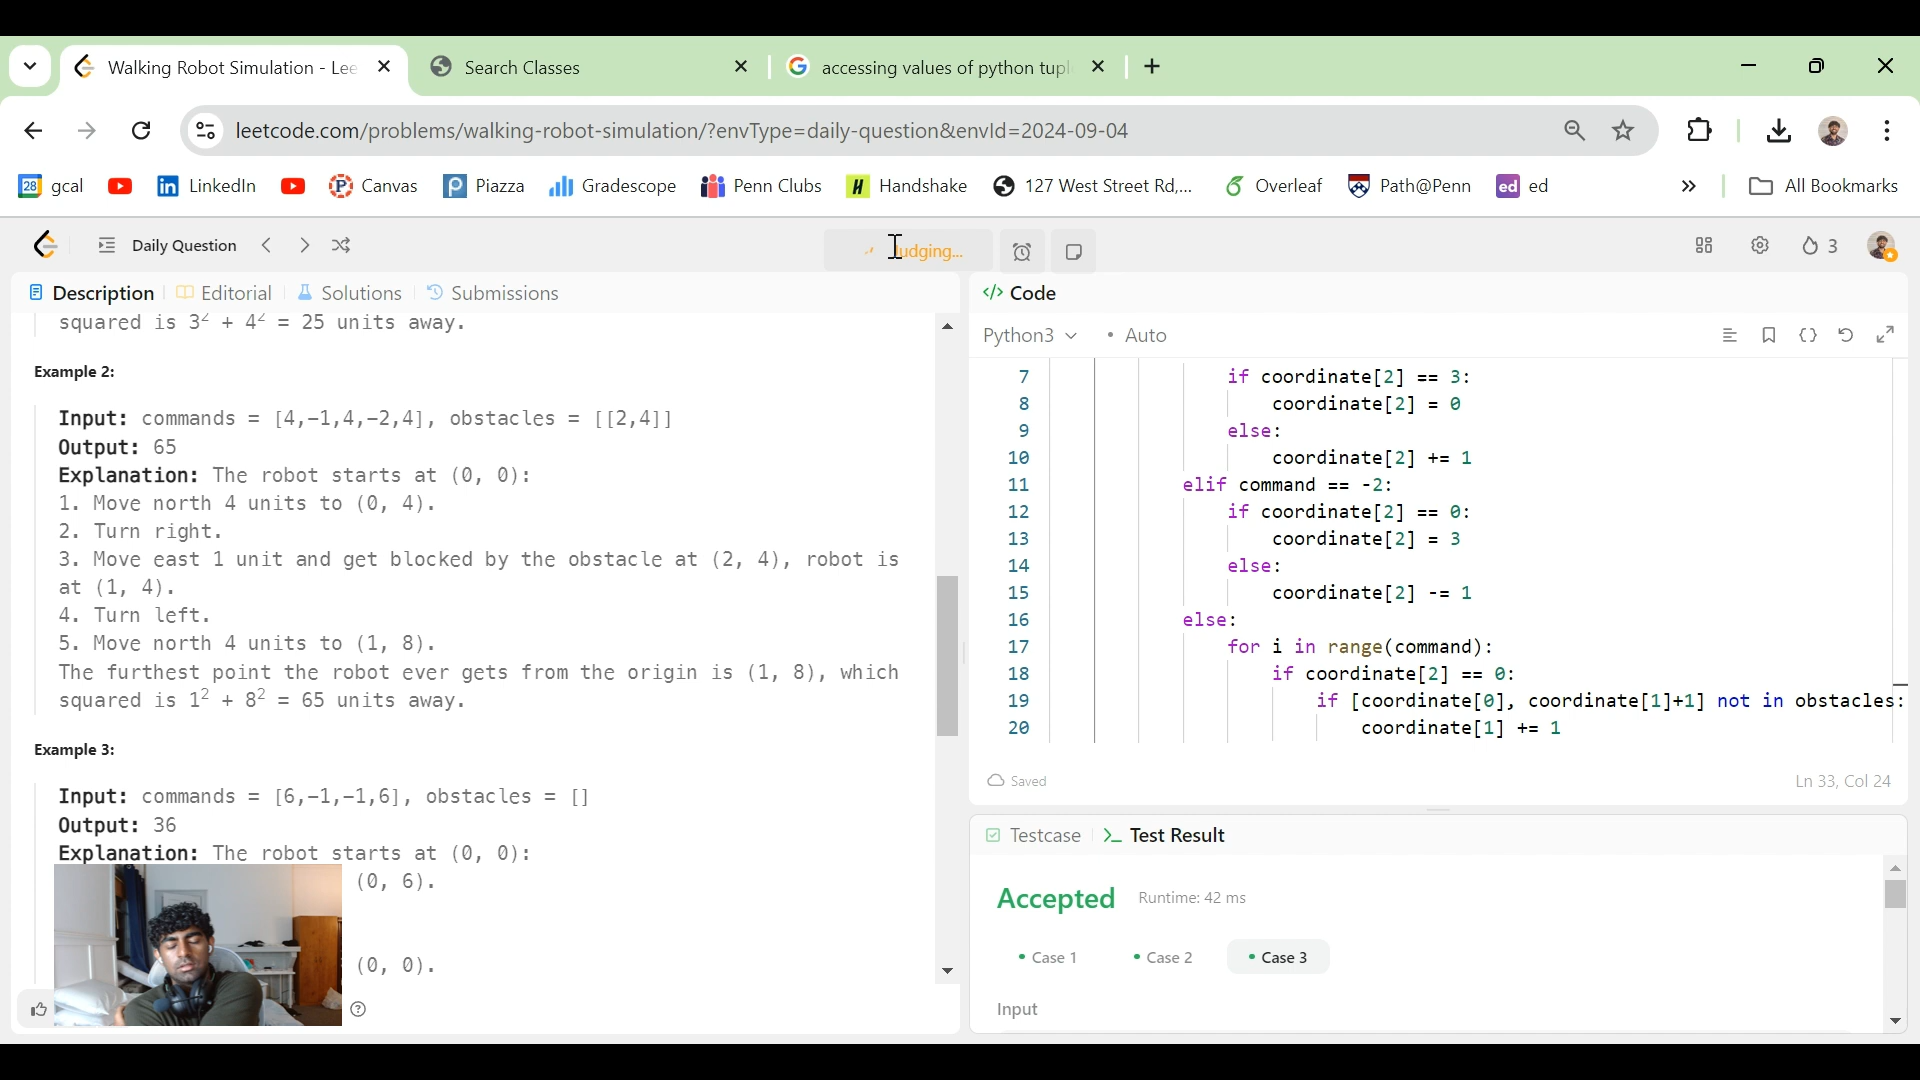 Walking Robot Simulation - Lee
Search Classes
accessing values of python tupl
leetcode.com/problems/walking-robot-simulation/?envType=daily-question&envId=2024-09-04
28 gcal
in LinkedIn
P Canvas
P Piazza
Gradescope
Penn Clubs
H Handshake
127 West Street Rd,...
Overleaf
Path@Penn
ed ed
All Bookmarks
Daily Question
Judging...
3
Description
Editorial
Solutions
Submissions
squared is 3² + 4² = 25 units away.
Example 2:
Input: commands = [4,-1,4,-2,4], obstacles = [[2,4]]
Output: 65
Explanation: The robot starts at (0, 0):
1. Move north 4 units to (0, 4).
2. Turn right.
3. Move east 1 unit and get blocked by the obstacle at (2, 4), robot is
at (1, 4).
4. Turn left.
5. Move north 4 units to (1, 8).
The furthest point the robot ever gets from the origin is (1, 8), which
squared is 1² + 8² = 65 units away.
Example 3:
Input: commands = [6,-1,-1,6], obstacles = []
Output: 36
Explanation: The robot starts at (0, 0):
(0, 6).
(0, 0).
</> Code
Python3
• Auto
7 if coordinate[2] == 3:
8 coordinate[2] = 0
9 else:
10 coordinate[2] += 1
11 elif command == -2:
12 if coordinate[2] == 0:
13 coordinate[2] = 3
14 else:
15 coordinate[2] -= 1
16 else:
17 for i in range(command):
18 if coordinate[2] == 0:
19 if [coordinate[0], coordinate[1]+1] not in obstacles:
20 coordinate[1] += 1
Saved
Ln 33, Col 24
Testcase
Test Result
Accepted
Runtime: 42 ms
• Case 1
• Case 2
• Case 3
Input